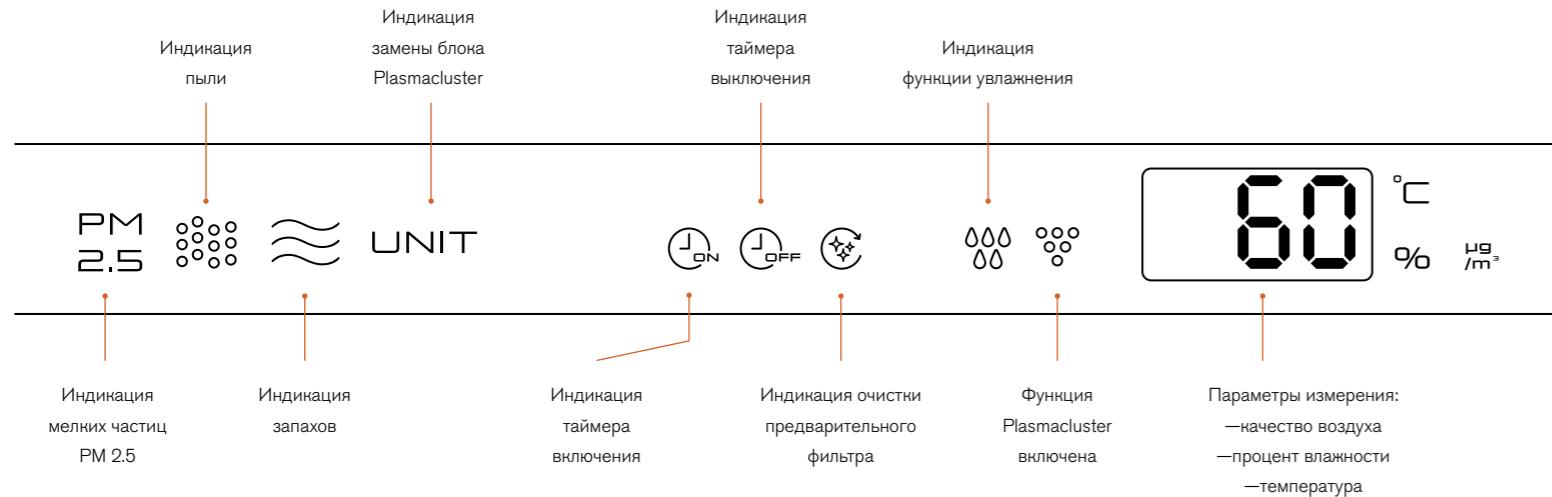 Индикация
пыли
Индикация
замены блока
Plasmacluster
Индикация
таймера
выключения
Индикация
функции увлажнения
PM
2.5
UNIT
ON
OFF
60
°C
%
µg
/m³
Индикация
мелких частиц
PM 2.5
Индикация
запахов
Индикация
таймера
включения
Индикация очистки
предварительного
фильтра
Функция
Plasmacluster
включена
Параметры измерения:
—качество воздуха
—процент влажности
—температура